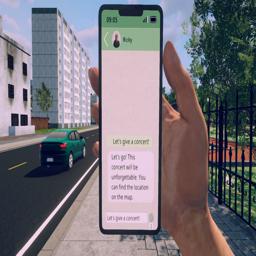 09:05
Ricky
Let's give a concert!
Let's go! This
concert will be
unforgettable. You
can find the location
on the map.
Let's give a concert!